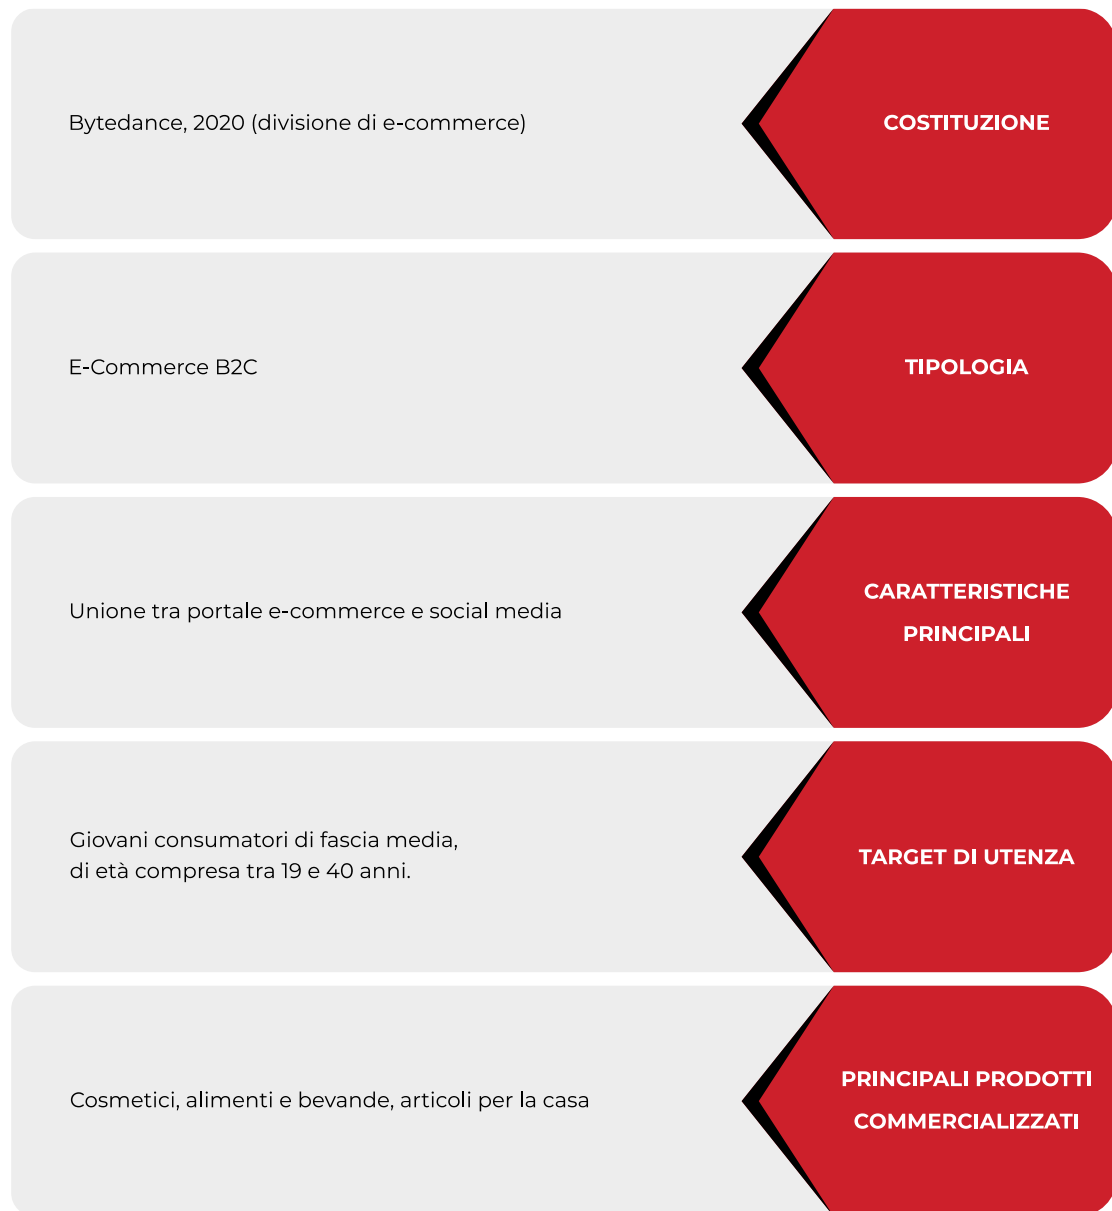 Bytedance, 2020 (divisione di e-commerce)
COSTITUZIONE
E-Commerce B2C
TIPOLOGIA
Unione tra portale e-commerce e social media
CARATTERISTICHE
PRINCIPALI
Giovani consumatori di fascia media,
di età compresa tra 19 e 40 anni.
TARGET DI UTENZA
Cosmetici, alimenti e bevande, articoli per la casa
PRINCIPALI PRODOTTI
COMMERCIALIZZATI